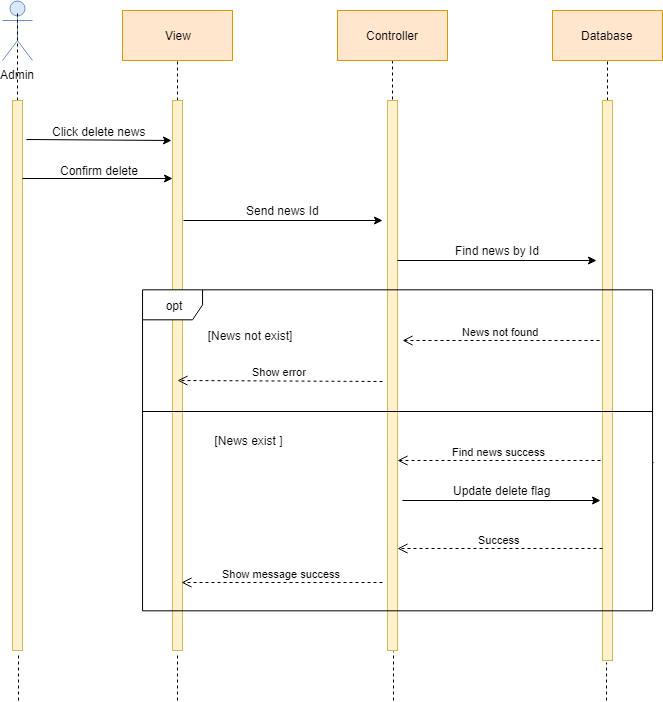 View
Controller
Database
Admin
Click delete news
Confirm delete
Send news Id
Find news by Id
opt
[News not exist]
News not found
Show error
[News exist ]
Find news success
Update delete flag
Success
Show message success